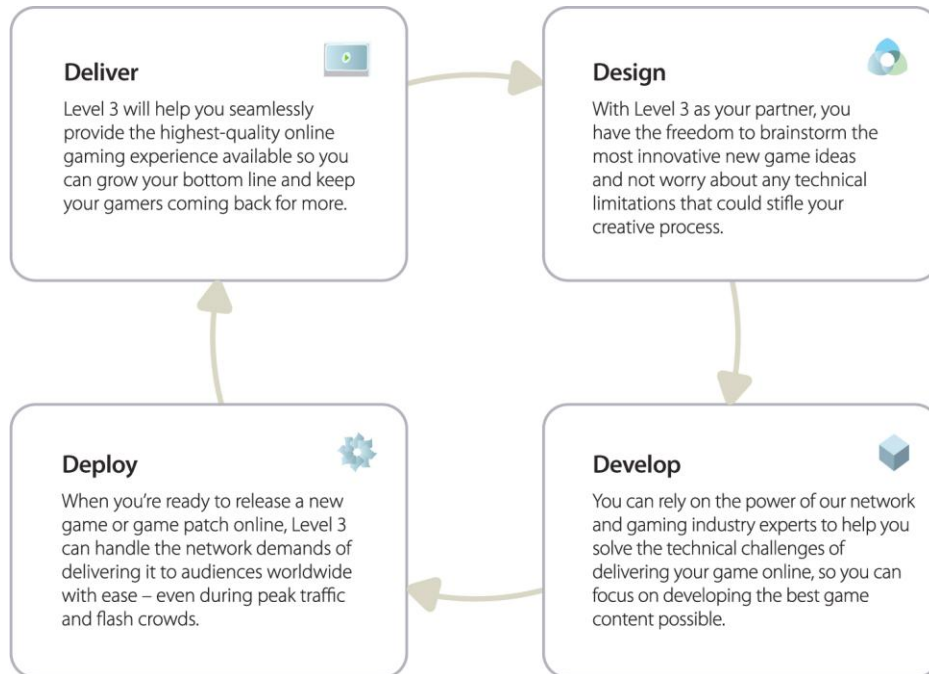 Deliver
Level 3 will help you seamlessly
provide the highest-quality online
gaming experience available so you
can grow your bottom line and keep
your gamers coming back for more.
Design
With Level 3 as your partner, you
have the freedom to brainstorm the
most innovative new game ideas
and not worry about any technical
limitations that could stifle your
creative process.
Deploy
When you’re ready to release a new
game or game patch online, Level 3
can handle the network demands of
delivering it to audiences worldwide
with ease – even during peak traffic
and flash crowds.
Develop
You can rely on the power of our network
and gaming industry experts to help you
solve the technical challenges of
delivering your game online, so you can
focus on developing the best game
content possible.